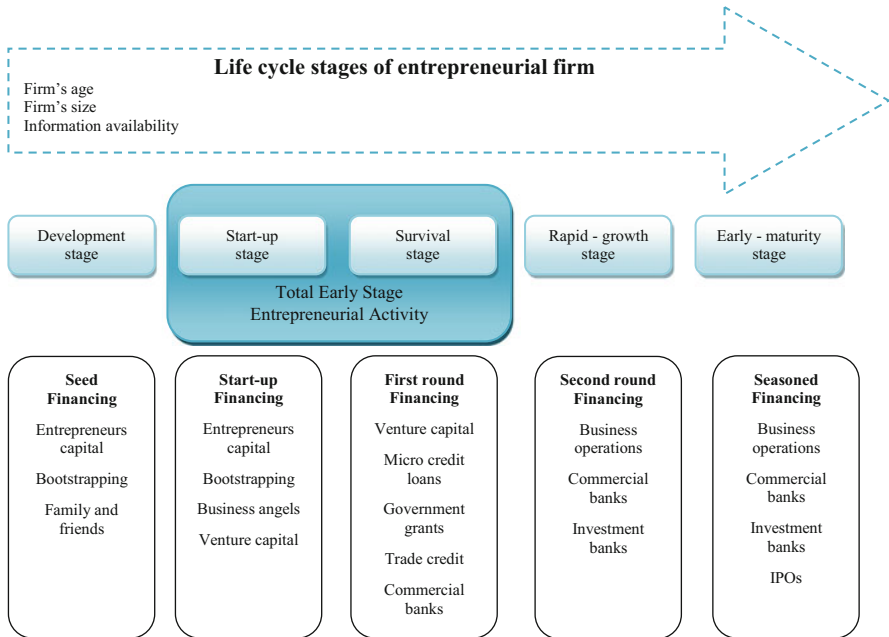 Life cycle stages of entrepreneurial firm
Firm's age
Firm's size
Information availability
Development
stage
Start-up
stage
Survival
stage
Rapid - growth
stage
Early - maturity
stage
Total Early Stage
Entrepreneurial Activity
Seed
Financing
Entrepreneurs
capital
Bootstrapping
Family and
friends
Start-up
Financing
Entrepreneurs
capital
Bootstrapping
Business angels
Venture capital
First round
Financing
Venture capital
Micro credit
loans
Government
grants
Trade credit
Commercial
banks
Second round
Financing
Business
operations
Commercial
banks
Investment
banks
Seasoned
Financing
Business
operations
Commercial
banks
Investment
banks
IPOs